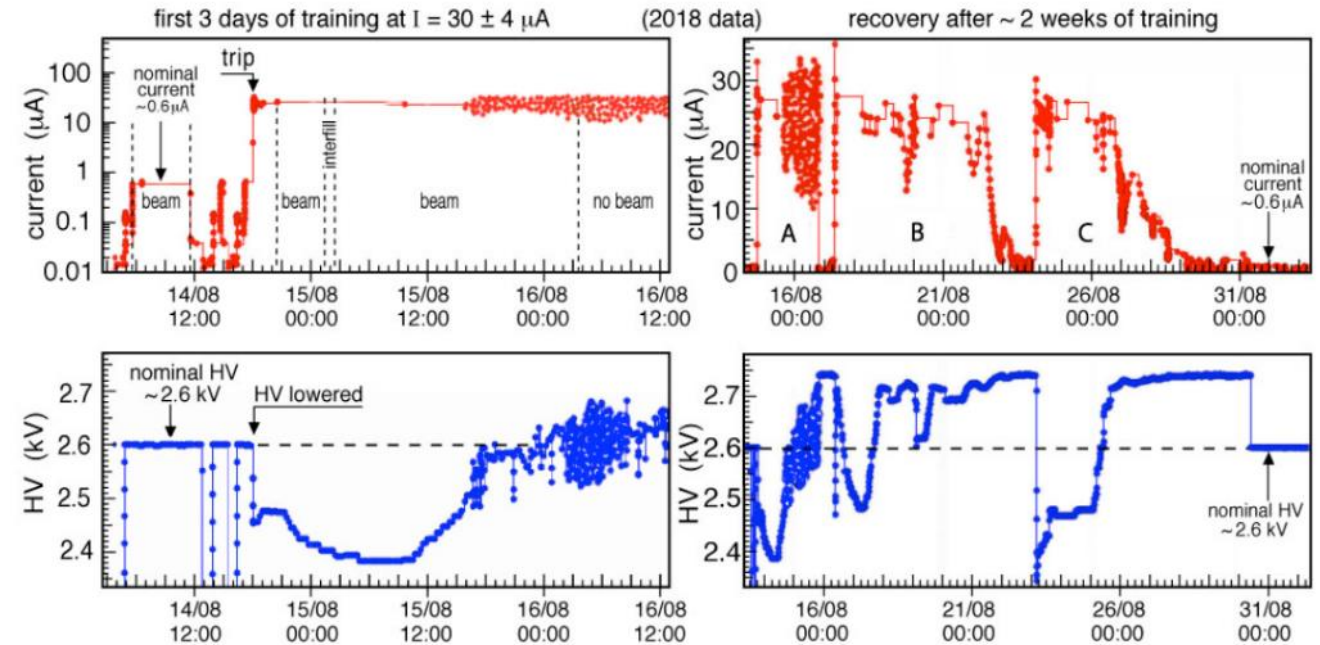 first 3 days of training at I = 30 ± 4 μA
(2018 data)
recovery after ~ 2 weeks of training
current (μA)
100
10
1
0.1
0.01
nominal
current
~0.6μA
trip
beam
beam
interfill
beam
no beam
14/08
12:00
15/08
00:00
15/08
12:00
16/08
00:00
16/08
12:00
current (μA)
30
20
10
0
A
B
C
nominal
current
~0.6μA
16/08
00:00
21/08
00:00
26/08
00:00
31/08
00:00
HV (kV)
2.7
2.6
2.5
2.4
nominal HV
~2.6 kV
HV lowered
14/08
12:00
15/08
00:00
15/08
12:00
16/08
00:00
16/08
12:00
HV (kV)
2.7
2.6
2.5
2.4
nominal HV
~2.6 kV
16/08
00:00
21/08
00:00
26/08
00:00
31/08
00:00